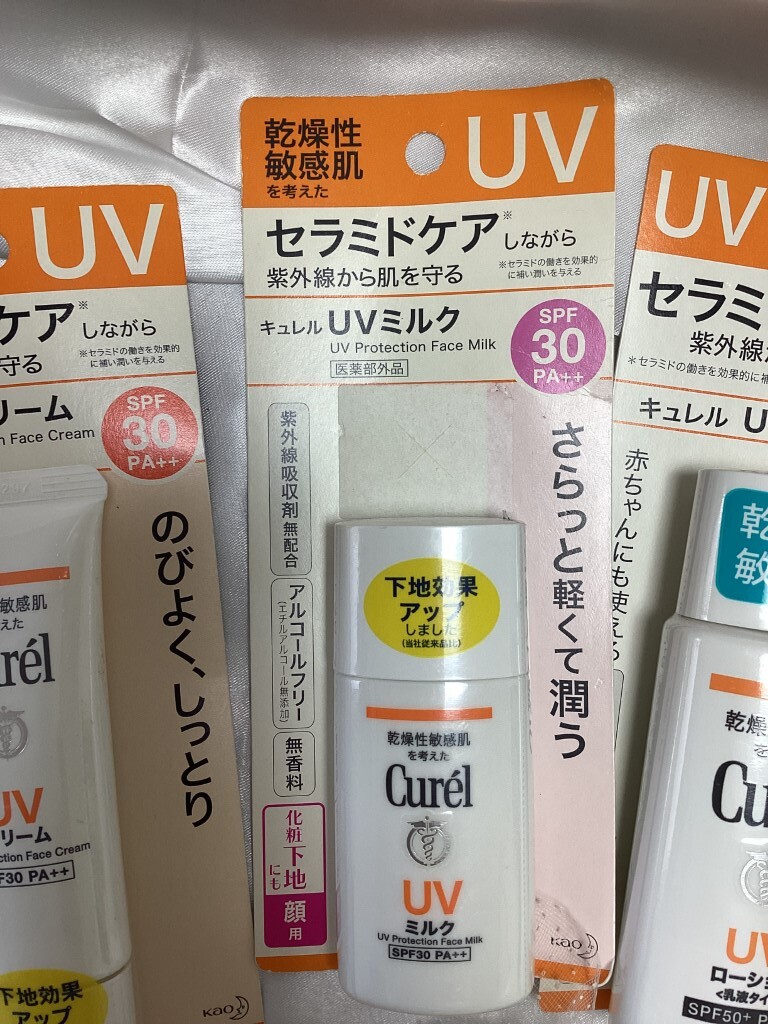 UV
ケア※
しながら
※セラミドの働きを効果的
に補い潤いを与える
守る
リーム
Face Cream
SPF
30
PA++
のびよく、しっとり
敏感肌
えた
rél
UV
リーム
ction Face Cream
F30 PA++
下地効果
アップ
Kao
乾燥性
敏感肌
を考えた
UV
セラミドケア※
しながら
紫外線から肌を守る
※セラミドの働きを効果的
に補い潤いを与える
キュレル UVミルク
UV Protection Face Milk
医薬部外品
SPF
30
PA++
紫外線吸収剤 無配合
アルコールフリー
(エチルアルコール無添加)
無香料
化粧下地
にも
顔用
さらっと軽くて潤う
下地効果
アップ
しました
(当社従来品比)
乾燥性敏感肌
を考えた
Curél
UV
ミルク
UV Protection Face Milk
SPF30 PA++
Kao
UV
セラミ
紫外線
※セラミドの働きを効果的に補
キュレル U
赤ちゃんにも使える
乾
敏
乾燥
Cu
UV
ローショ
<乳液タイ
SPF50+ P